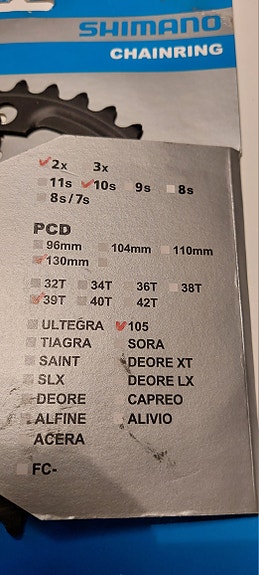 SHIMANO
CHAINRING
2x 3x
11s 10s 9s 8s
8s/7s
PCD
96mm 104mm 110mm
130mm
32T 34T 36T 38T
39T 40T 42T
ULTEGRA 105
TIAGRA SORA
SAINT DEORE XT
SLX DEORE LX
DEORE CAPREO
ALFINE ALIVIO
ACERA
FC-